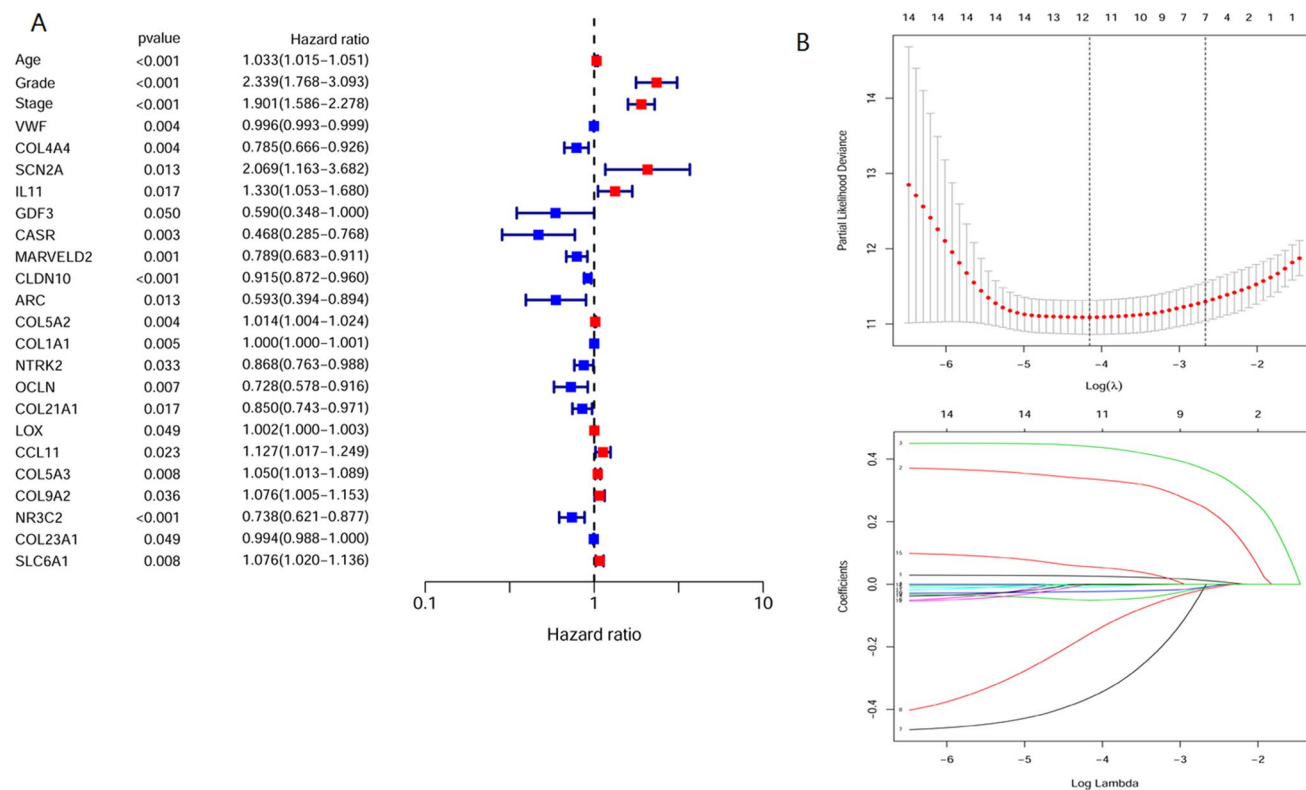 A
pvalue Hazard ratio
Age <0.001 1.033(1.015−1.051)
Grade <0.001 2.339(1.768−3.093)
Stage <0.001 1.901(1.586−2.278)
VWF 0.004 0.996(0.993−0.999)
COL4A4 0.004 0.785(0.666−0.926)
SCN2A 0.013 2.069(1.163−3.682)
IL11 0.017 1.330(1.053−1.680)
GDF3 0.050 0.590(0.348−1.000)
CASR 0.003 0.468(0.285−0.768)
MARVELD2 0.001 0.789(0.683−0.911)
CLDN10 <0.001 0.915(0.872−0.960)
ARC 0.013 0.593(0.394−0.894)
COL5A2 0.004 1.014(1.004−1.024)
COL1A1 0.005 1.000(1.000−1.001)
NTRK2 0.033 0.868(0.763−0.988)
OCLN 0.007 0.728(0.578−0.916)
COL21A1 0.017 0.850(0.743−0.971)
LOX 0.049 1.002(1.000−1.003)
CCL11 0.023 1.127(1.017−1.249)
COL5A3 0.008 1.050(1.013−1.089)
COL9A2 0.036 1.076(1.005−1.153)
NR3C2 <0.001 0.738(0.621−0.877)
COL23A1 0.049 0.994(0.988−1.000)
SLC6A1 0.008 1.076(1.020−1.136)
0.1 1 10
Hazard ratio
B
14 14 14 14 14 13 12 11 10 9 7 7 4 2 1 1
Partial Likelihood Deviance
14
13
12
11
−6 −5 −4 −3 −2
Log(λ)
14 14 11 9 2
Coefficients
0.4
0.2
0.0
−0.2
−0.4
3
2
15
1
8
7
−6 −5 −4 −3 −2
Log Lambda